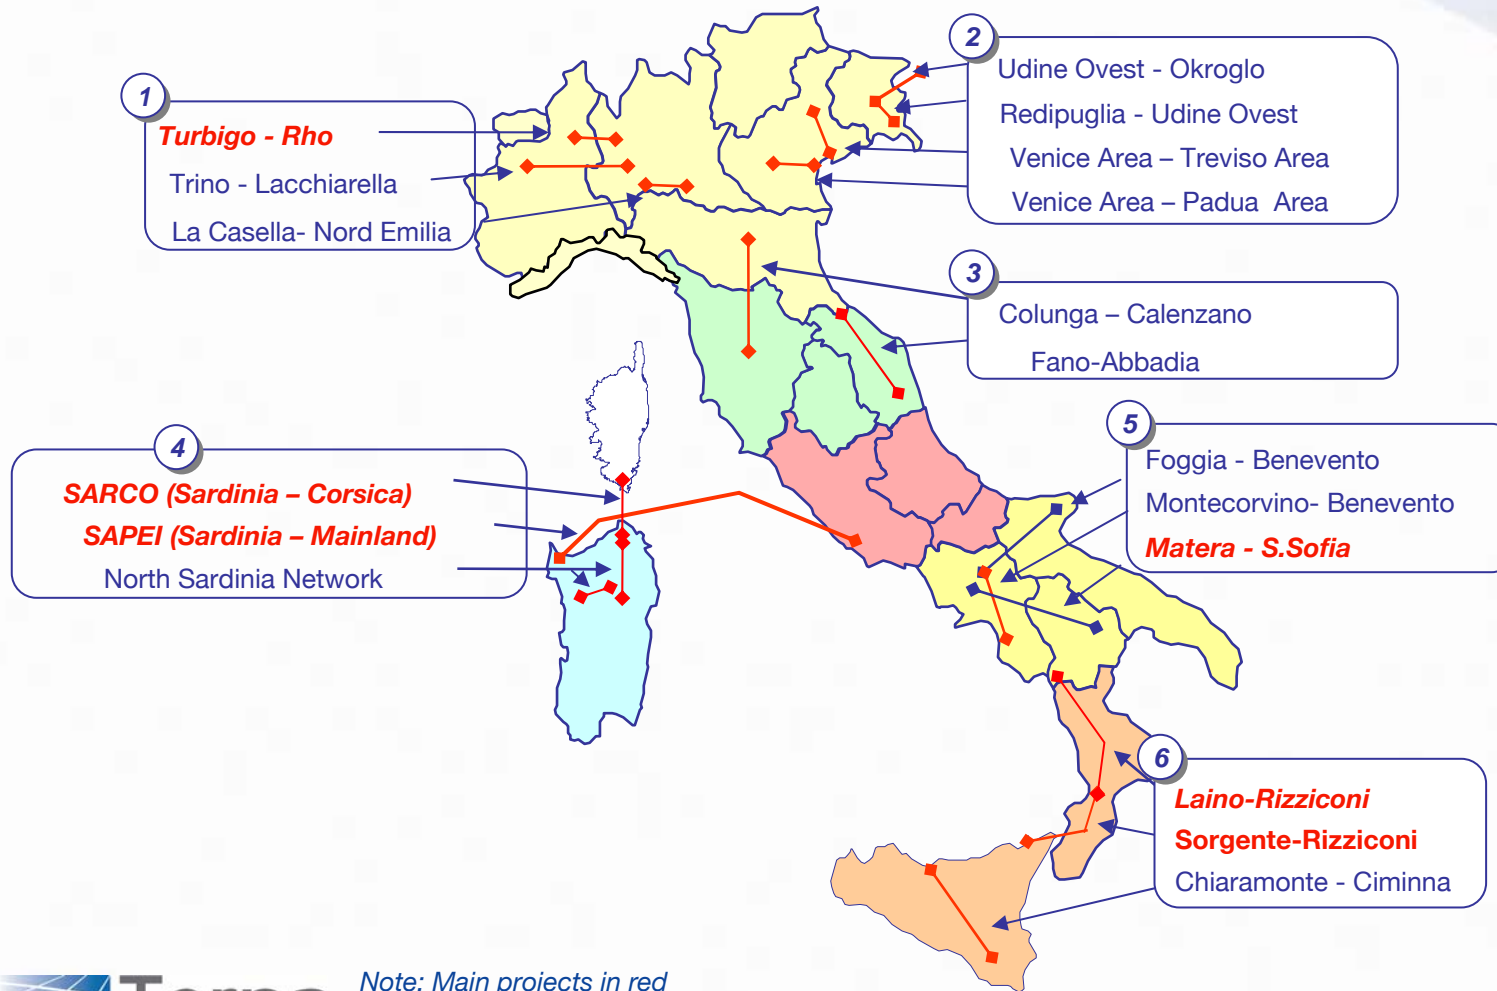 1
Turbigo - Rho
Trino - Lacchiarella
La Casella- Nord Emilia
2
Udine Ovest - Okroglo
Redipuglia - Udine Ovest
Venice Area – Treviso Area
Venice Area – Padua Area
3
Colunga – Calenzano
Fano-Abbadia
4
SARCO (Sardinia – Corsica)
SAPEI (Sardinia – Mainland)
North Sardinia Network
5
Foggia - Benevento
Montecorvino- Benevento
Matera - S.Sofia
6
Laino-Rizziconi
Sorgente-Rizziconi
Chiaramonte - Ciminna
Terna
Note: Main projects in red